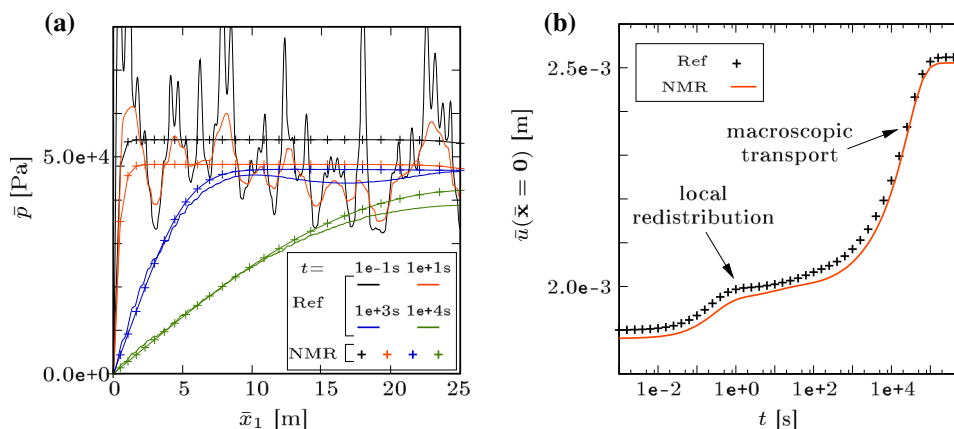 (a)
p̄ [Pa]
5.0e+4
0.0e+0
0 5 10 15 20 25
x̄₁ [m]
t= 1e-1s 1e+1s
Ref
1e+3s 1e+4s
NMR
(b)
ū(x̄ = 0) [m]
2.5e-3
2.0e-3
Ref
NMR
macroscopic
transport
local
redistribution
1e-2 1e+0 1e+2 1e+4
t [s]